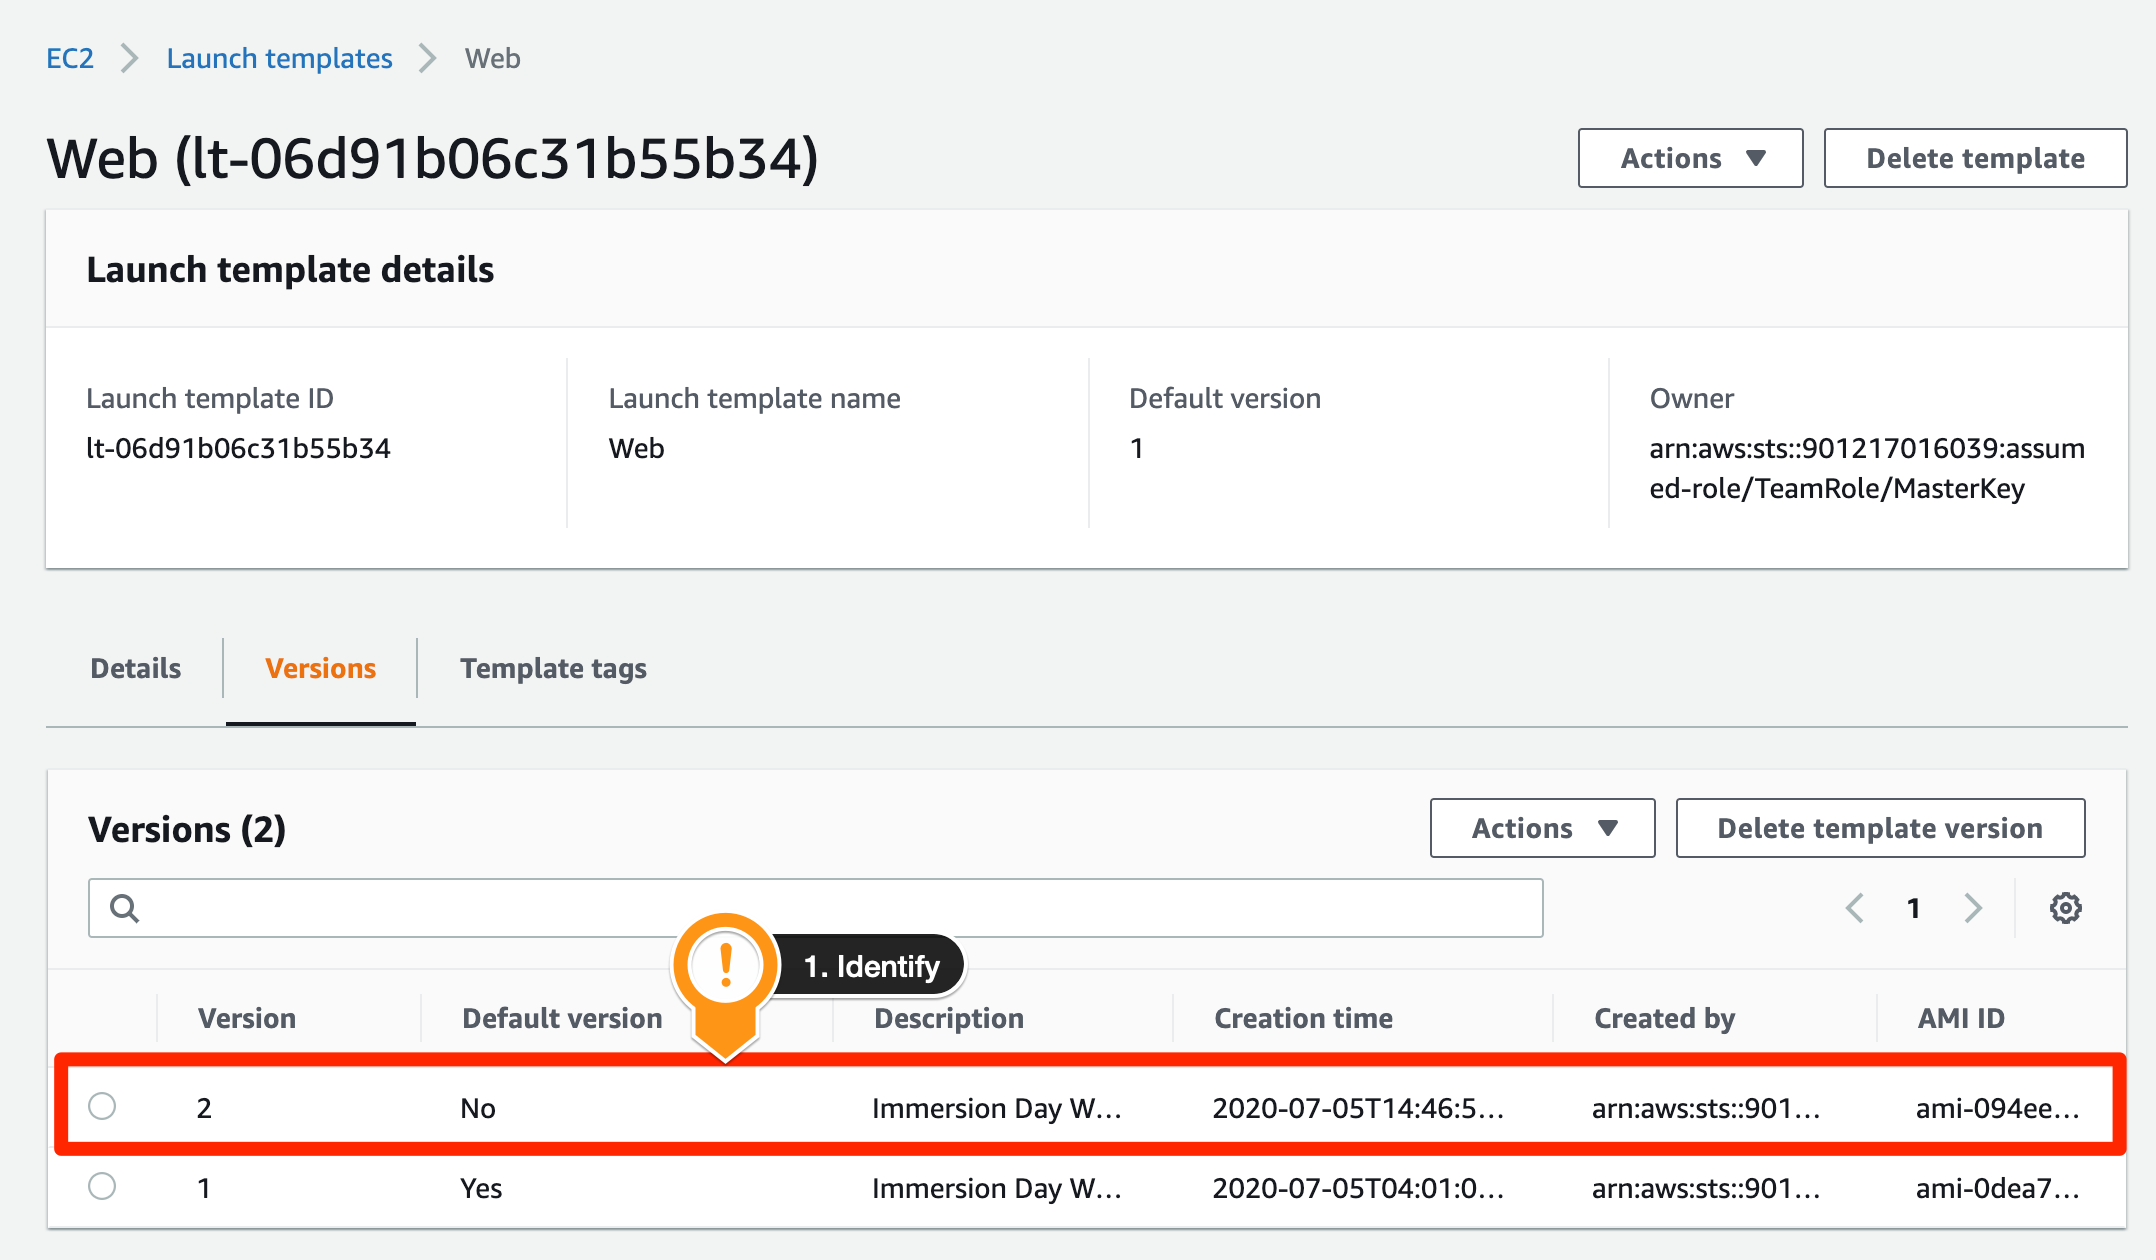 EC2 Launch templates Web
Web (lt-06d91b06c31b55b34)
Actions Delete template
Launch template details
Launch template ID Launch template name Default version Owner
lt-06d91b06c31b55b34 Web 1 arn:aws:sts::901217016039:assum
ed-role/TeamRole/MasterKey
Details Versions Template tags
Versions (2) Actions Delete template version
1
! 1. Identify
Version Default version Description Creation time Created by AMI ID
2 No Immersion Day W... 2020-07-05T14:46:5... arn:aws:sts::901... ami-094ee...
1 Yes Immersion Day W... 2020-07-05T04:01:0... arn:aws:sts::901... ami-0dea7...